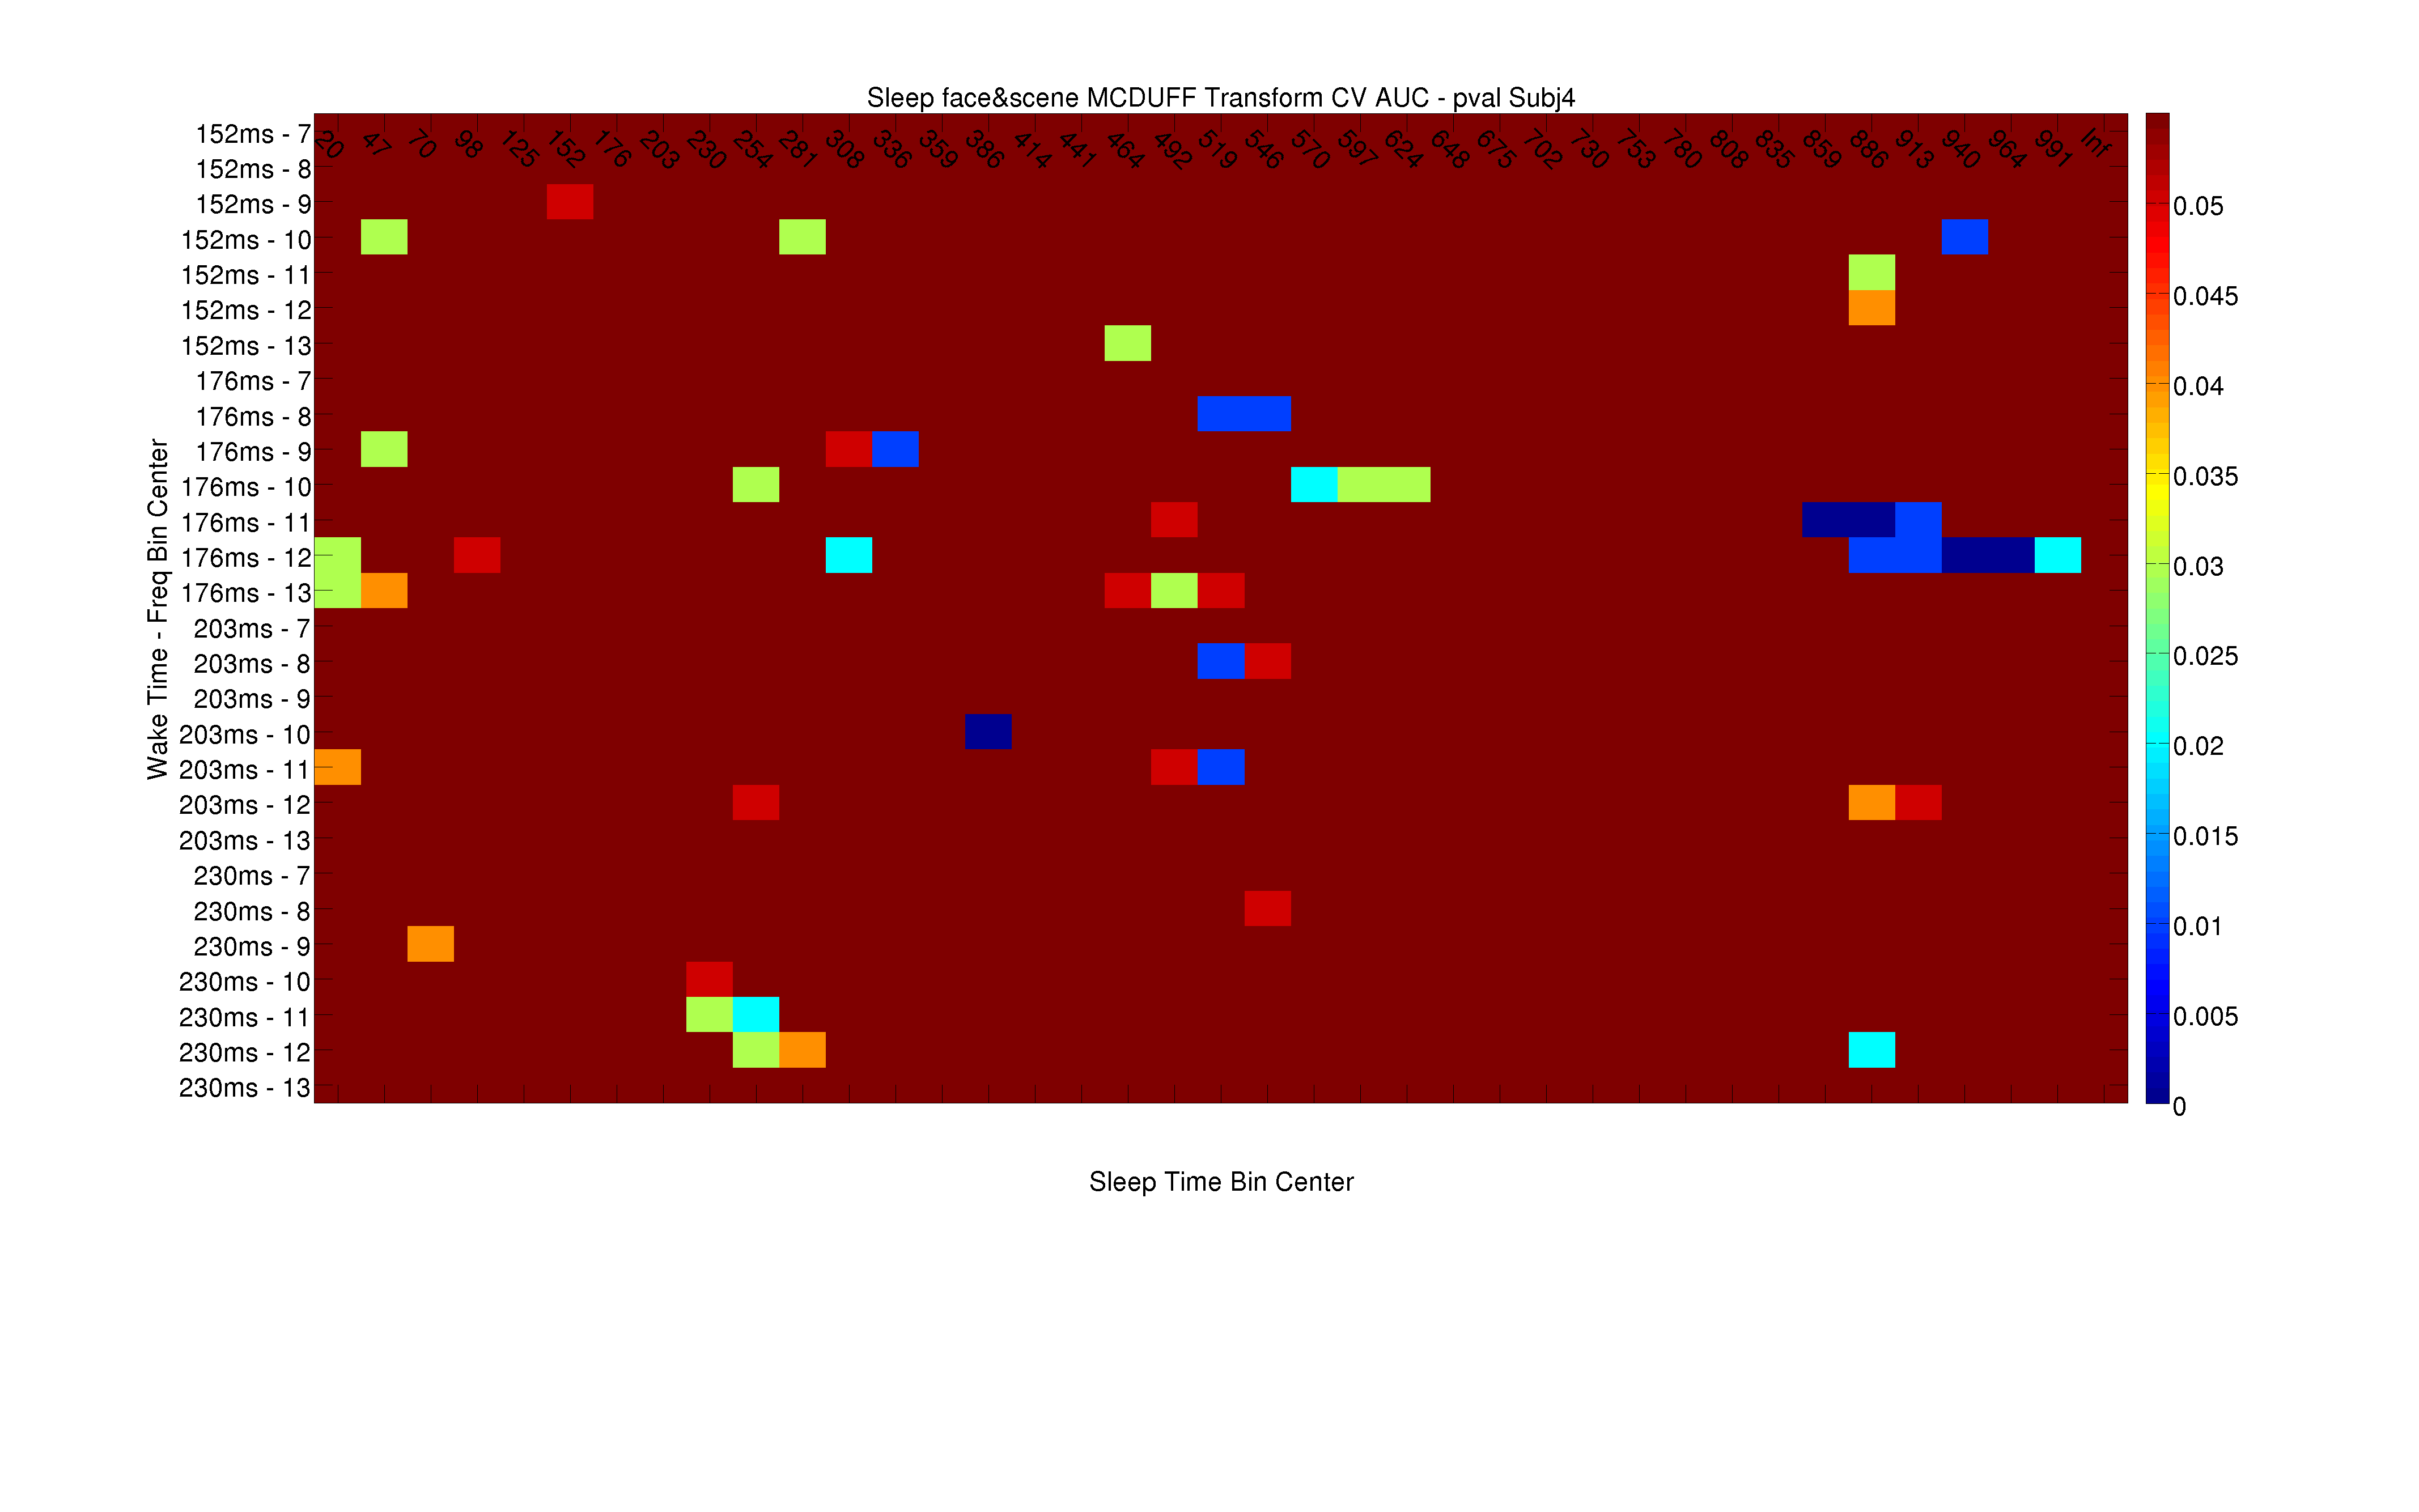 Sleep face&scene MCDUFF Transform CV AUC - pval Subj4
20 47 70 98 125 152 176 203 230 254 281 308 336 359 386 414 441 464 492 519 546 570 597 624 648 675 702 730 753 780 808 835 859 886 913 940 964 991 Inf
Wake Time - Freq Bin Center
152ms - 7
152ms - 8
152ms - 9
152ms - 10
152ms - 11
152ms - 12
152ms - 13
176ms - 7
176ms - 8
176ms - 9
176ms - 10
176ms - 11
176ms - 12
176ms - 13
203ms - 7
203ms - 8
203ms - 9
203ms - 10
203ms - 11
203ms - 12
203ms - 13
230ms - 7
230ms - 8
230ms - 9
230ms - 10
230ms - 11
230ms - 12
230ms - 13
0.05
0.045
0.04
0.035
0.03
0.025
0.02
0.015
0.01
0.005
0
Sleep Time Bin Center